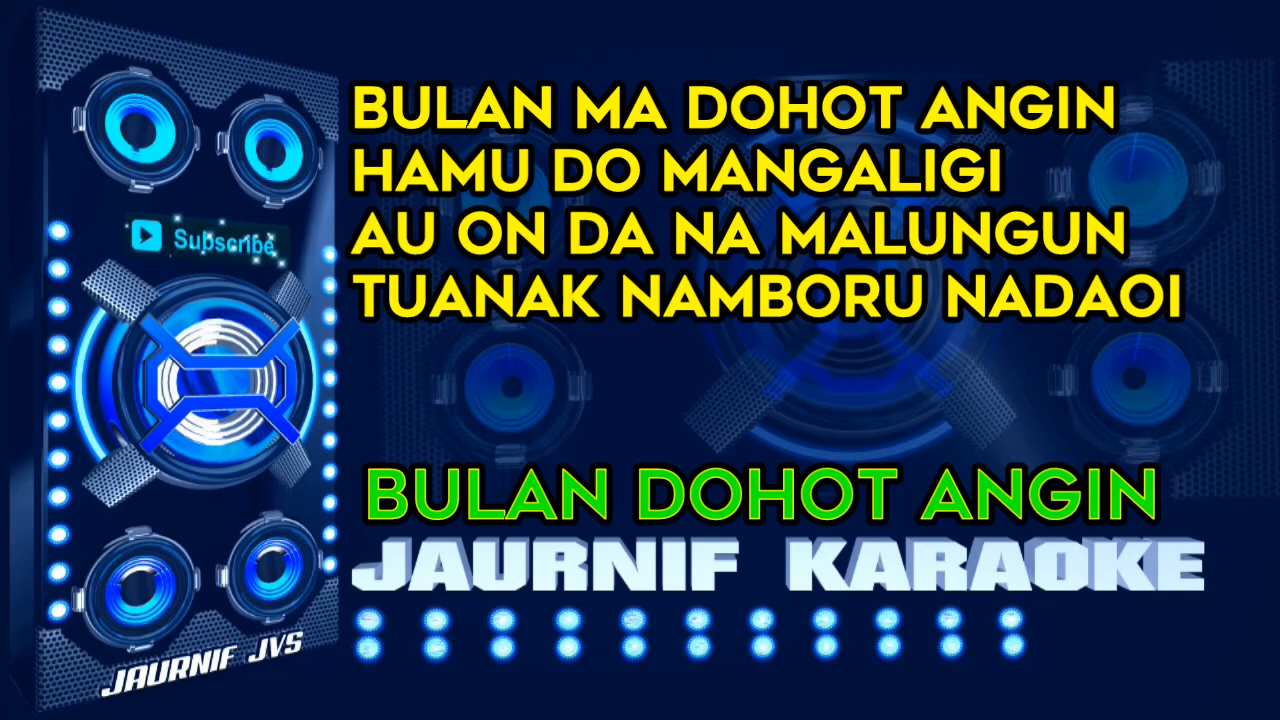 BULAN MA DOHOT ANGIN
HAMU DO MANGALIGI
AU ON DA NA MALUNGUN
TUANAK NAMBORU NADAOI
Subscribe
BULAN DOHOT ANGIN
JAURNIF KARAOKE
JAURNIF JVS